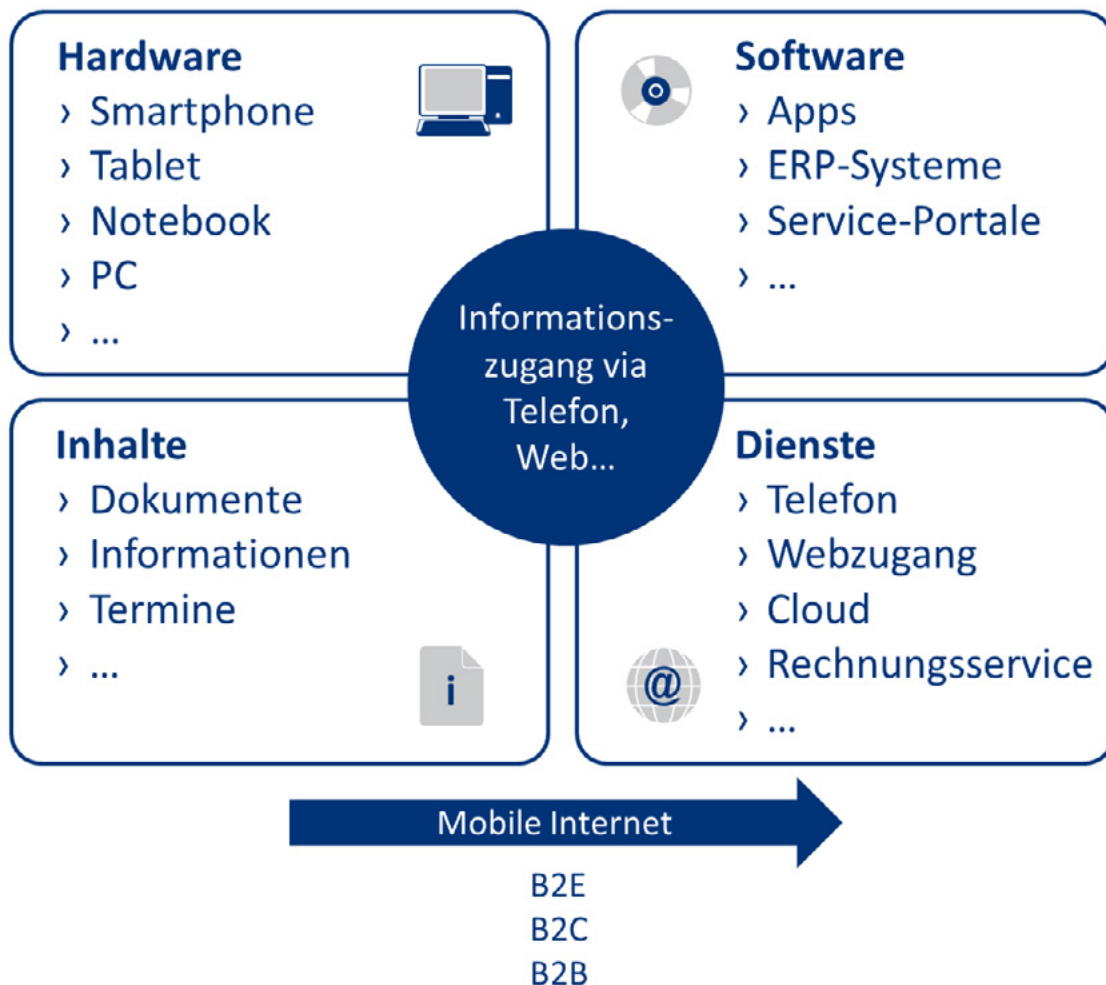 Hardware
› Smartphone
› Tablet
› Notebook
› PC
› ...
Software
› Apps
› ERP-Systeme
› Service-Portale
› ...
Informations-
zugang via
Telefon,
Web...
Inhalte
› Dokumente
› Informationen
› Termine
› ...
i
Dienste
› Telefon
› Webzugang
› Cloud
› Rechnungsservice
› ...
@
Mobile Internet
B2E
B2C
B2B